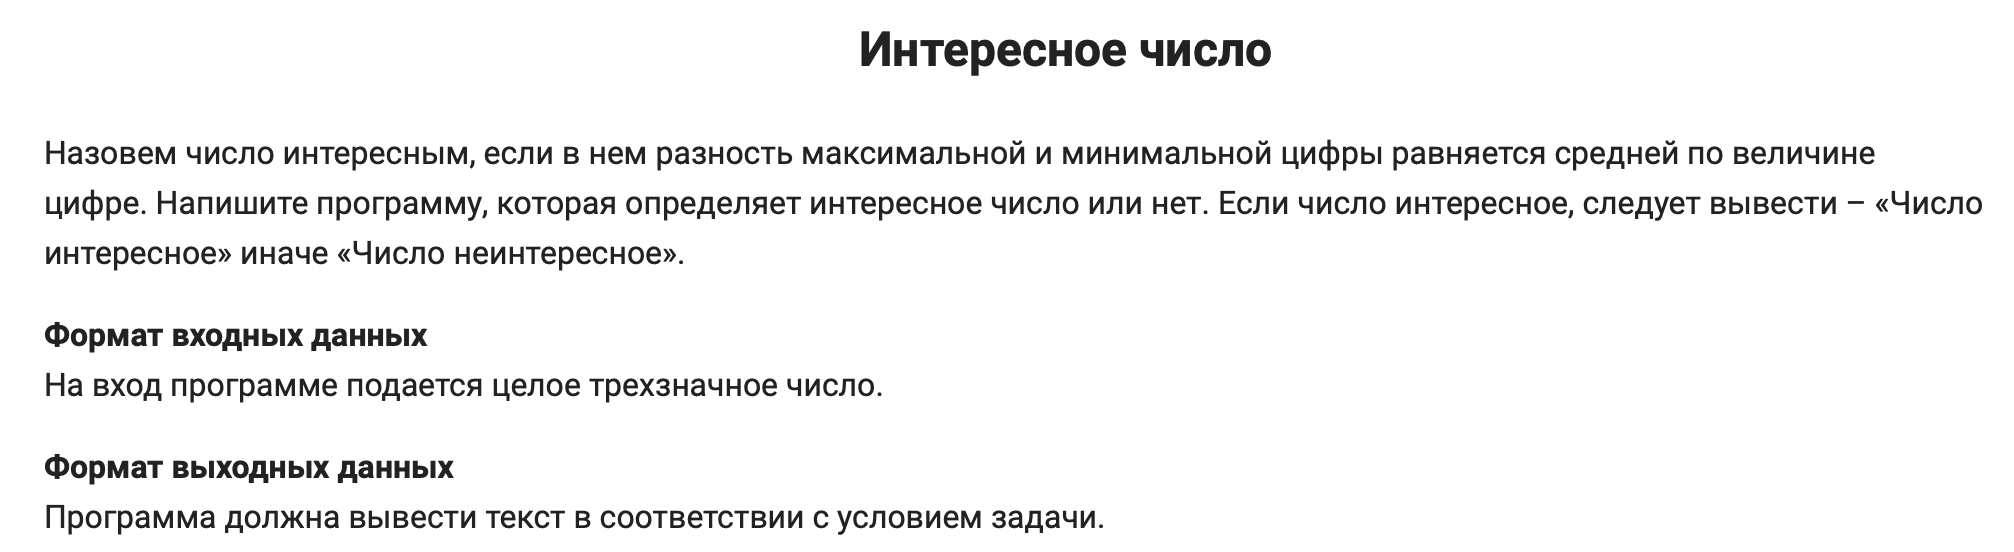 Интересное число
Назовем число интересным, если в нем разность максимальной и минимальной цифры равняется средней по величине
цифре. Напишите программу, которая определяет интересное число или нет. Если число интересное, следует вывести – «Число
интересное» иначе «Число неинтересное».
Формат входных данных
На вход программе подается целое трехзначное число.
Формат выходных данных
Программа должна вывести текст в соответствии с условием задачи.